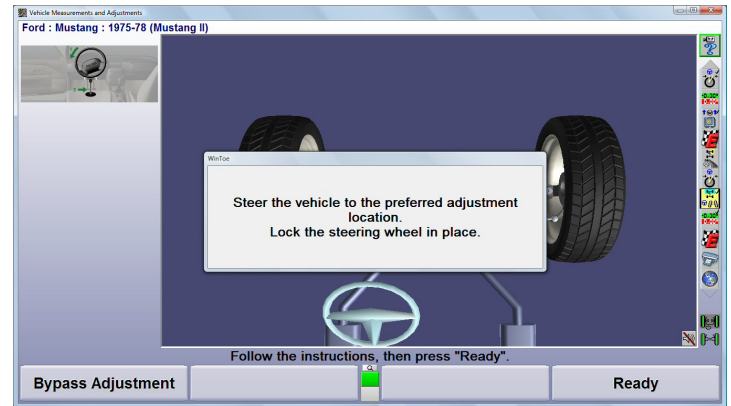 Vehicle Measurements and Adjustments
Ford : Mustang : 1975-78 (Mustang II)
WinToe
Steer the vehicle to the preferred adjustment
location.
Lock the steering wheel in place.
Follow the instructions, then press "Ready".
Bypass Adjustment
Ready